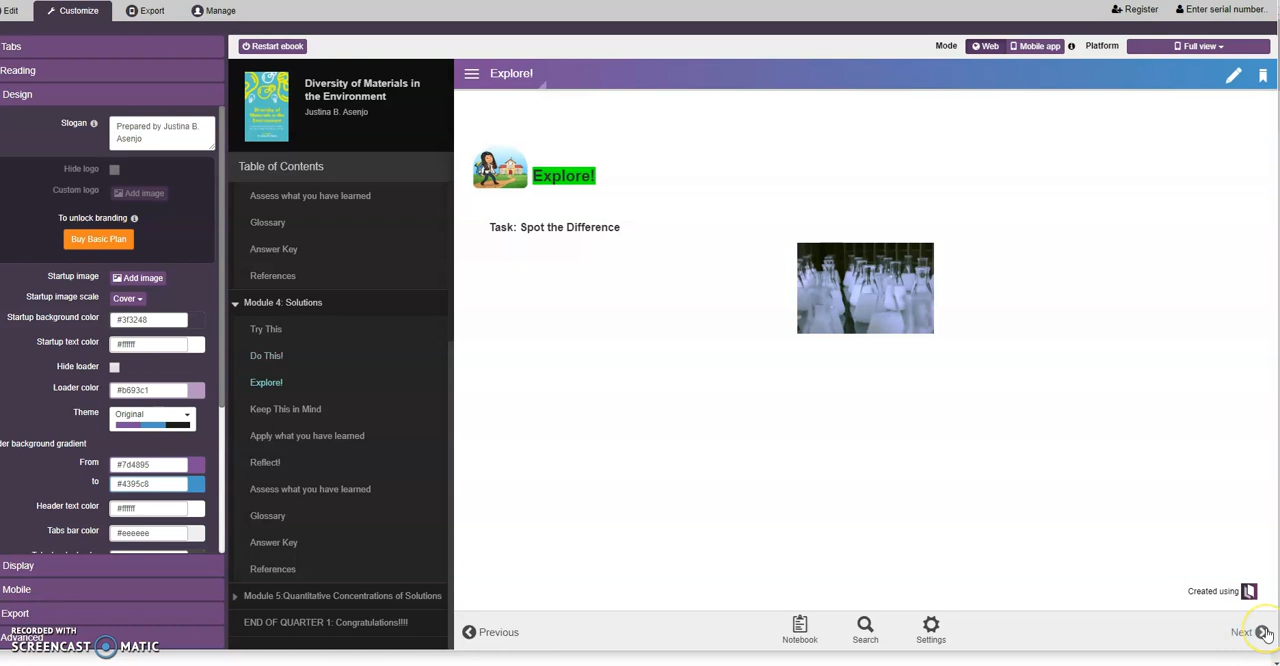 Edit
Customize
Export
Manage
Register
Enter serial number..
Tabs
Reading
Design
Slogan
Prepared by Justina B.
Asenjo
Hide logo
Custom logo
Add image
To unlock branding
Buy Basic Plan
Startup image
Add image
Startup image scale
Cover
Startup background color
#3f3248
Startup text color
#ffffff
Hide loader
Loader color
#b693c1
Theme
Original
der background gradient
From
#7d4895
to
#4395c8
Header text color
#ffffff
Tabs bar color
#eeeeee
Display
Mobile
Export
Advanced
RECORDED WITH
SCREENCAST MATIC
Restart ebook
Mode
Web
Mobile app
Platform
Full view
Diversity of Materials in
the Environment
Justina B. Asenjo
Table of Contents
Assess what you have learned
Glossary
Answer Key
References
Module 4: Solutions
Try This
Do This!
Explore!
Keep This in Mind
Apply what you have learned
Reflect!
Assess what you have learned
Glossary
Answer Key
References
Module 5:Quantitative Concentrations of Solutions
END OF QUARTER 1: Congratulations!!!!
Explore!
Explore!
Task: Spot the Difference
Created using
Previous
Notebook
Search
Settings
Next